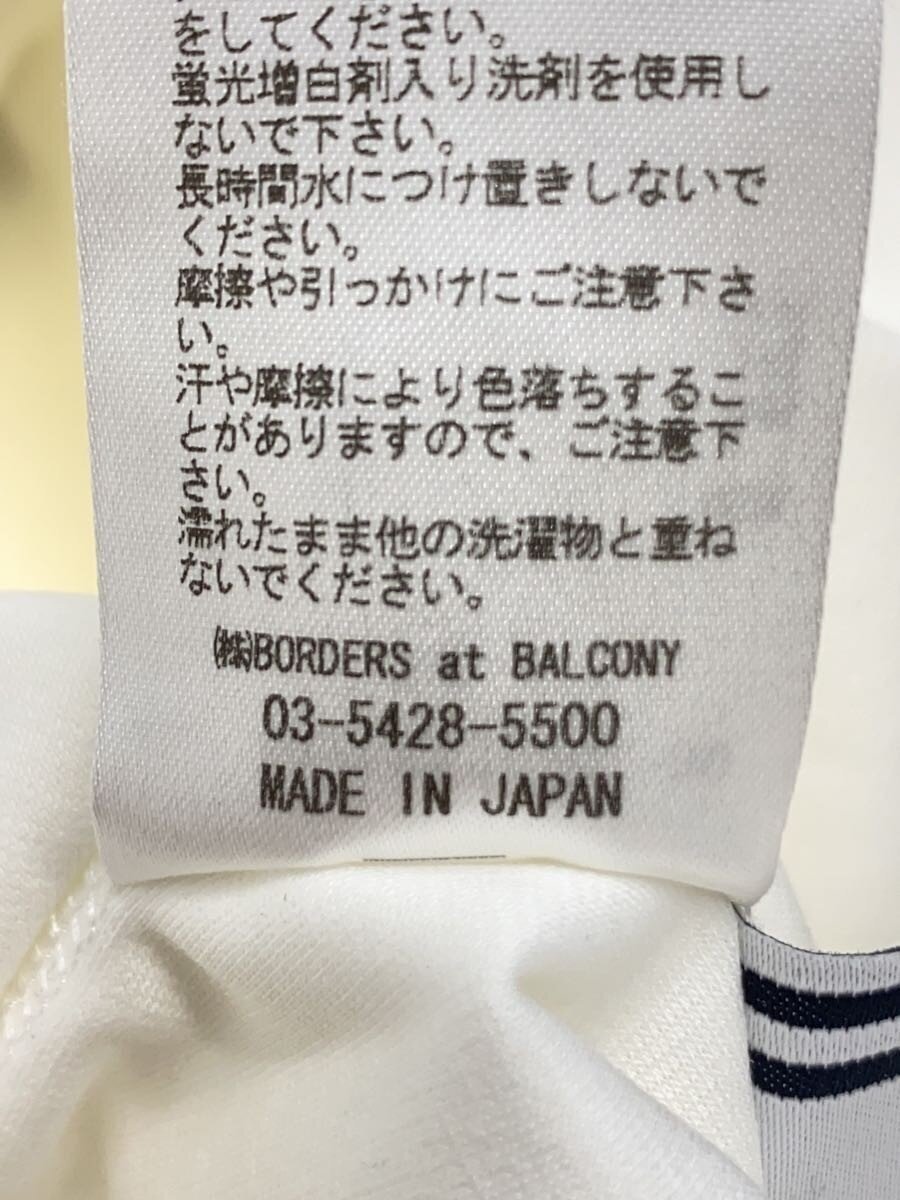 をしてください。
蛍光増白剤入り洗剤を使用し
ないで下さい。
長時間水につけ置きしないで
ください。
摩擦や引っかけにご注意下さ
い。
汗や摩擦により色落ちするこ
とがありますので、ご注意下
さい。
濡れたまま他の洗濯物と重ね
ないでください。
㈱BORDERS at BALCONY
03-5428-5500
MADE IN JAPAN